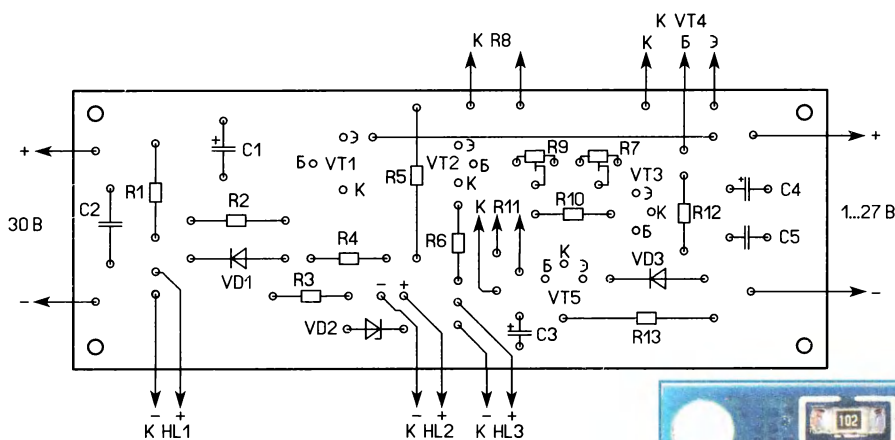 К VT4
К R8
К Б Э
+ +
Э
C1
Б VT1
К
R5
VT2
Э
Б
К
R9
R7
VT3
Э
К
Б
C4
R1
C2
R2
30 В
R4
R6
К R11
R10
R12
C5
1...27 В
VD1
R3
К
Б Э
VT5
VD3
VD2
- +
C3
R13
- -
- +
К HL1
- +
К HL2
- +
К HL3
102